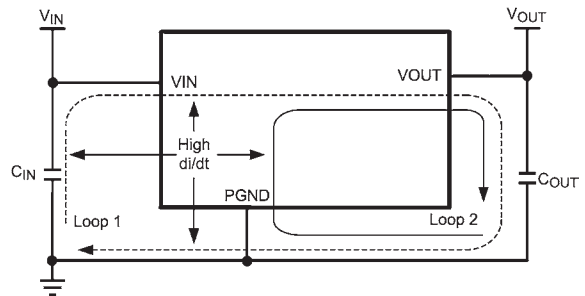 VIN
VOUT
VIN
VOUT
High
di/dt
CIN
COUT
PGND
Loop 1
Loop 2